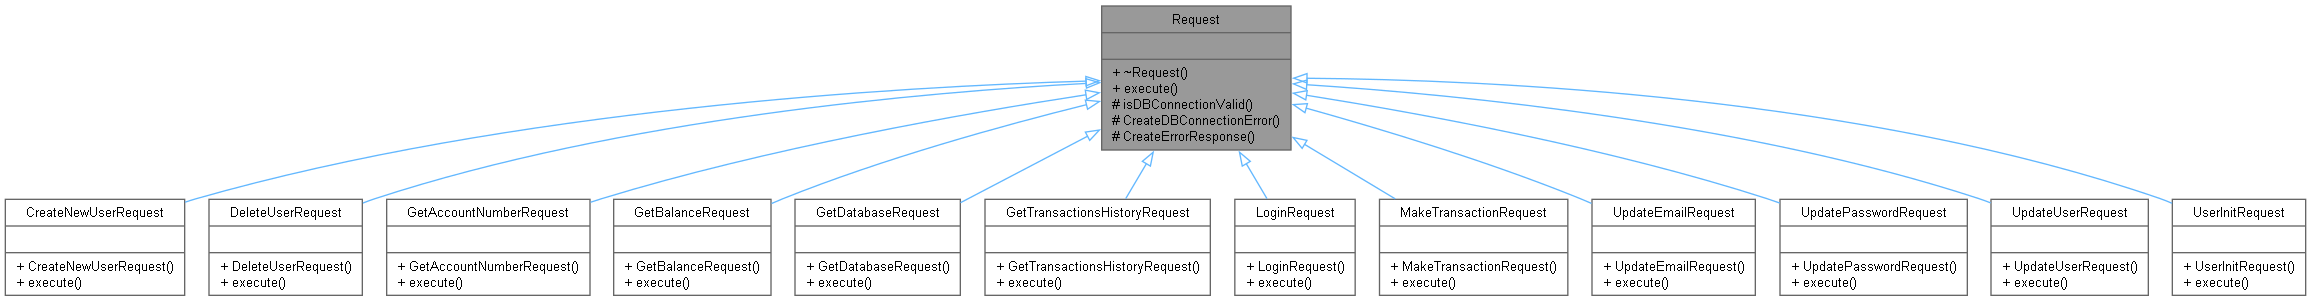 Request
+ ~Request()
+ execute()
# isDBConnectionValid()
# CreateDBConnectionError()
# CreateErrorResponse()
CreateNewUserRequest
+ CreateNewUserRequest()
+ execute()
DeleteUserRequest
+ DeleteUserRequest()
+ execute()
GetAccountNumberRequest
+ GetAccountNumberRequest()
+ execute()
GetBalanceRequest
+ GetBalanceRequest()
+ execute()
GetDatabaseRequest
+ GetDatabaseRequest()
+ execute()
GetTransactionsHistoryRequest
+ GetTransactionsHistoryRequest()
+ execute()
LoginRequest
+ LoginRequest()
+ execute()
MakeTransactionRequest
+ MakeTransactionRequest()
+ execute()
UpdateEmailRequest
+ UpdateEmailRequest()
+ execute()
UpdatePasswordRequest
+ UpdatePasswordRequest()
+ execute()
UpdateUserRequest
+ UpdateUserRequest()
+ execute()
UserInitRequest
+ UserInitRequest()
+ execute()